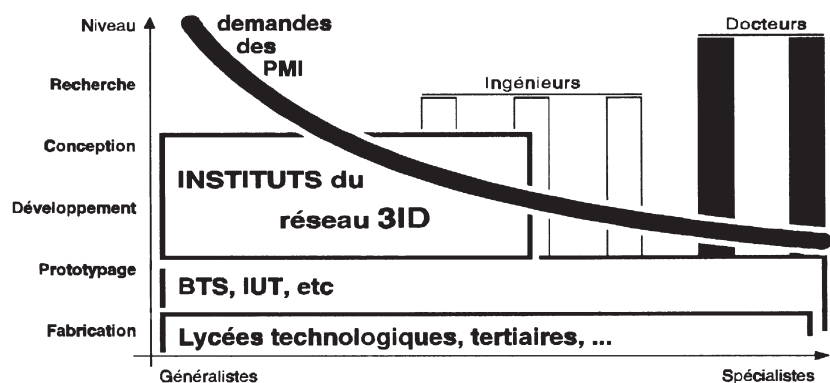 Niveau
demandes
des
PMI
Docteurs
Recherche
Ingénieurs
Conception
INSTITUTS du
réseau 3ID
Développement
Prototypage
BTS, IUT, etc
Fabrication
Lycées technologiques, tertiaires, ...
Généralistes
Spécialistes